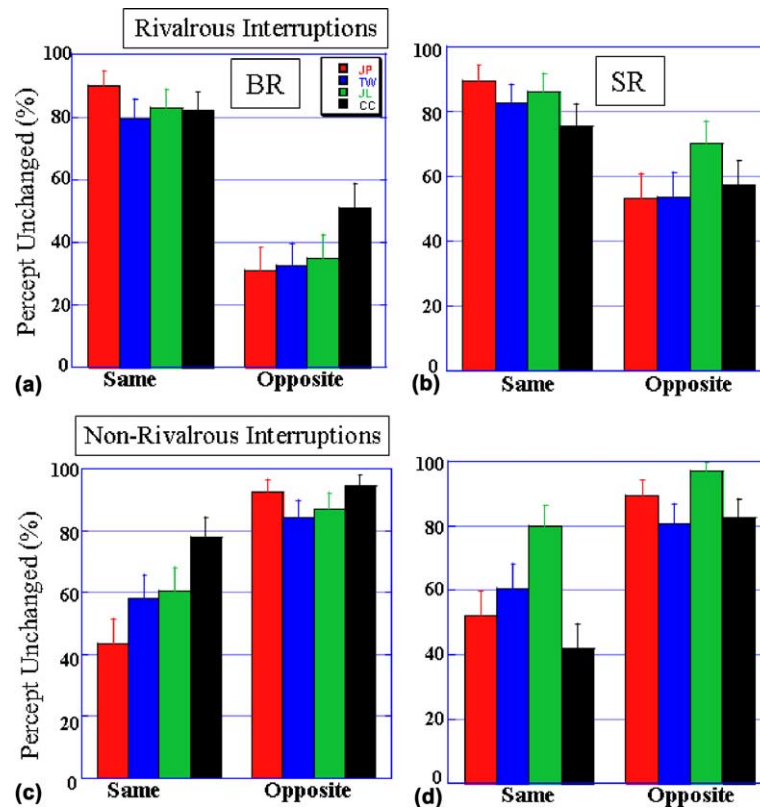 Rivalrous Interruptions
BR
JP
TW
JL
CC
SR
Percept Unchanged (%)
100
80
60
40
20
0
100
80
60
40
20
0
(a)
Same
Opposite
(b)
Same
Opposite
Non-Rivalrous Interruptions
Percept Unchanged (%)
100
80
60
40
20
0
100
80
60
40
20
0
(c)
Same
Opposite
(d)
Same
Opposite